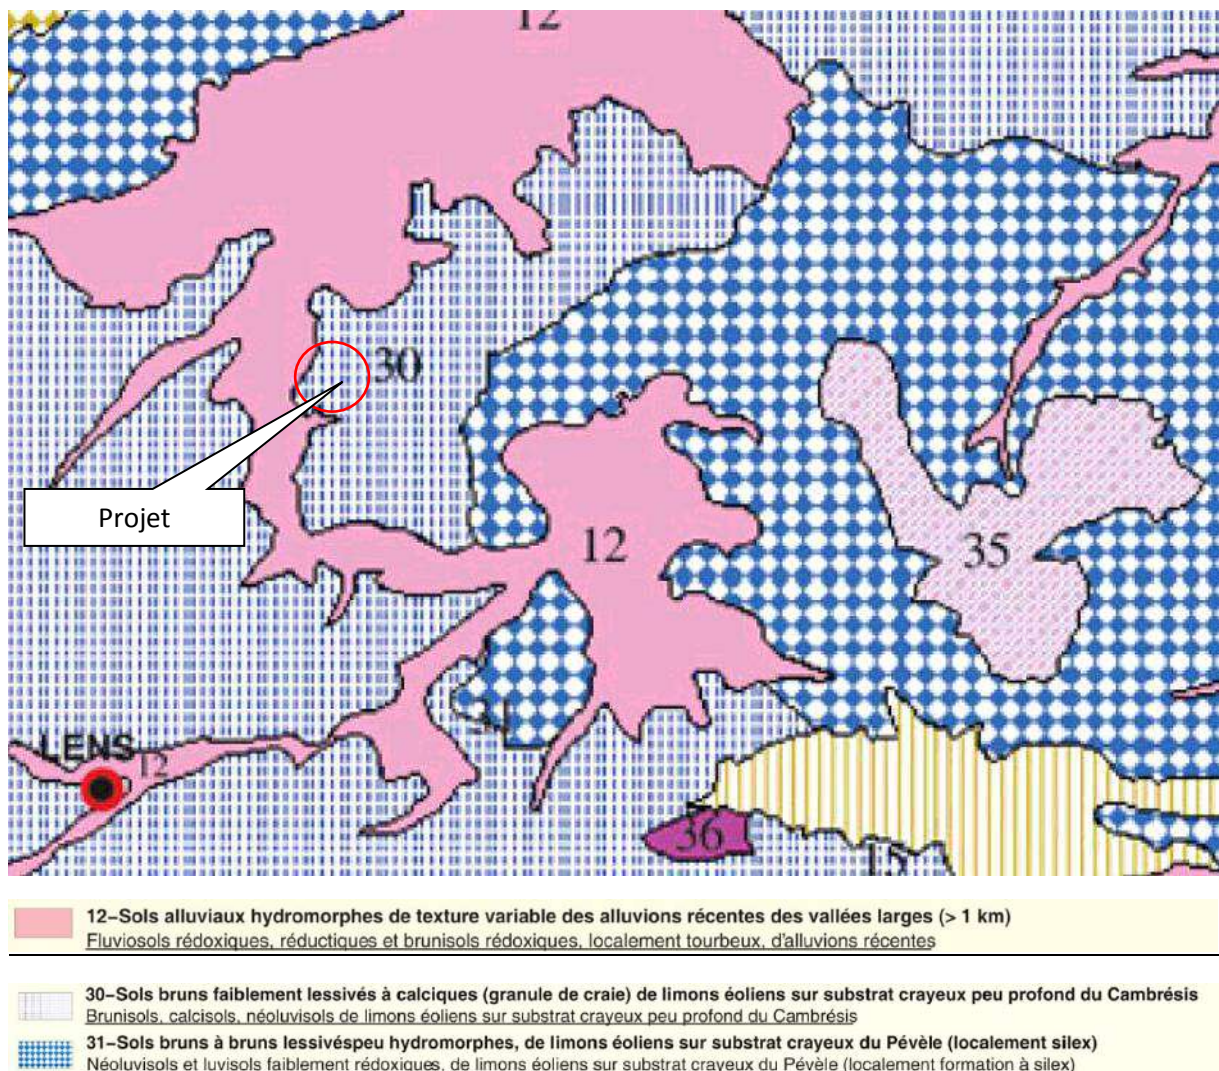 12
30
Projet
12
35
31
LENS
12
36
15
12–Sols alluviaux hydromorphes de texture variable des alluvions récentes des vallées larges (> 1 km)
Fluviosols rédoxiques, réductiques et brunisols rédoxiques, localement tourbeux, d'alluvions récentes
30–Sols bruns faiblement lessivés à calciques (granule de craie) de limons éoliens sur substrat crayeux peu profond du Cambrésis
Brunisols, calcisols, néoluvisols de limons éoliens sur substrat crayeux peu profond du Cambrésis
31–Sols bruns à bruns lessivéspeu hydromorphes, de limons éoliens sur substrat crayeux du Pévèle (localement silex)
Néoluvisols et luvisols faiblement rédoxiques, de limons éoliens sur substrat crayeux du Pévèle (localement formation à silex)